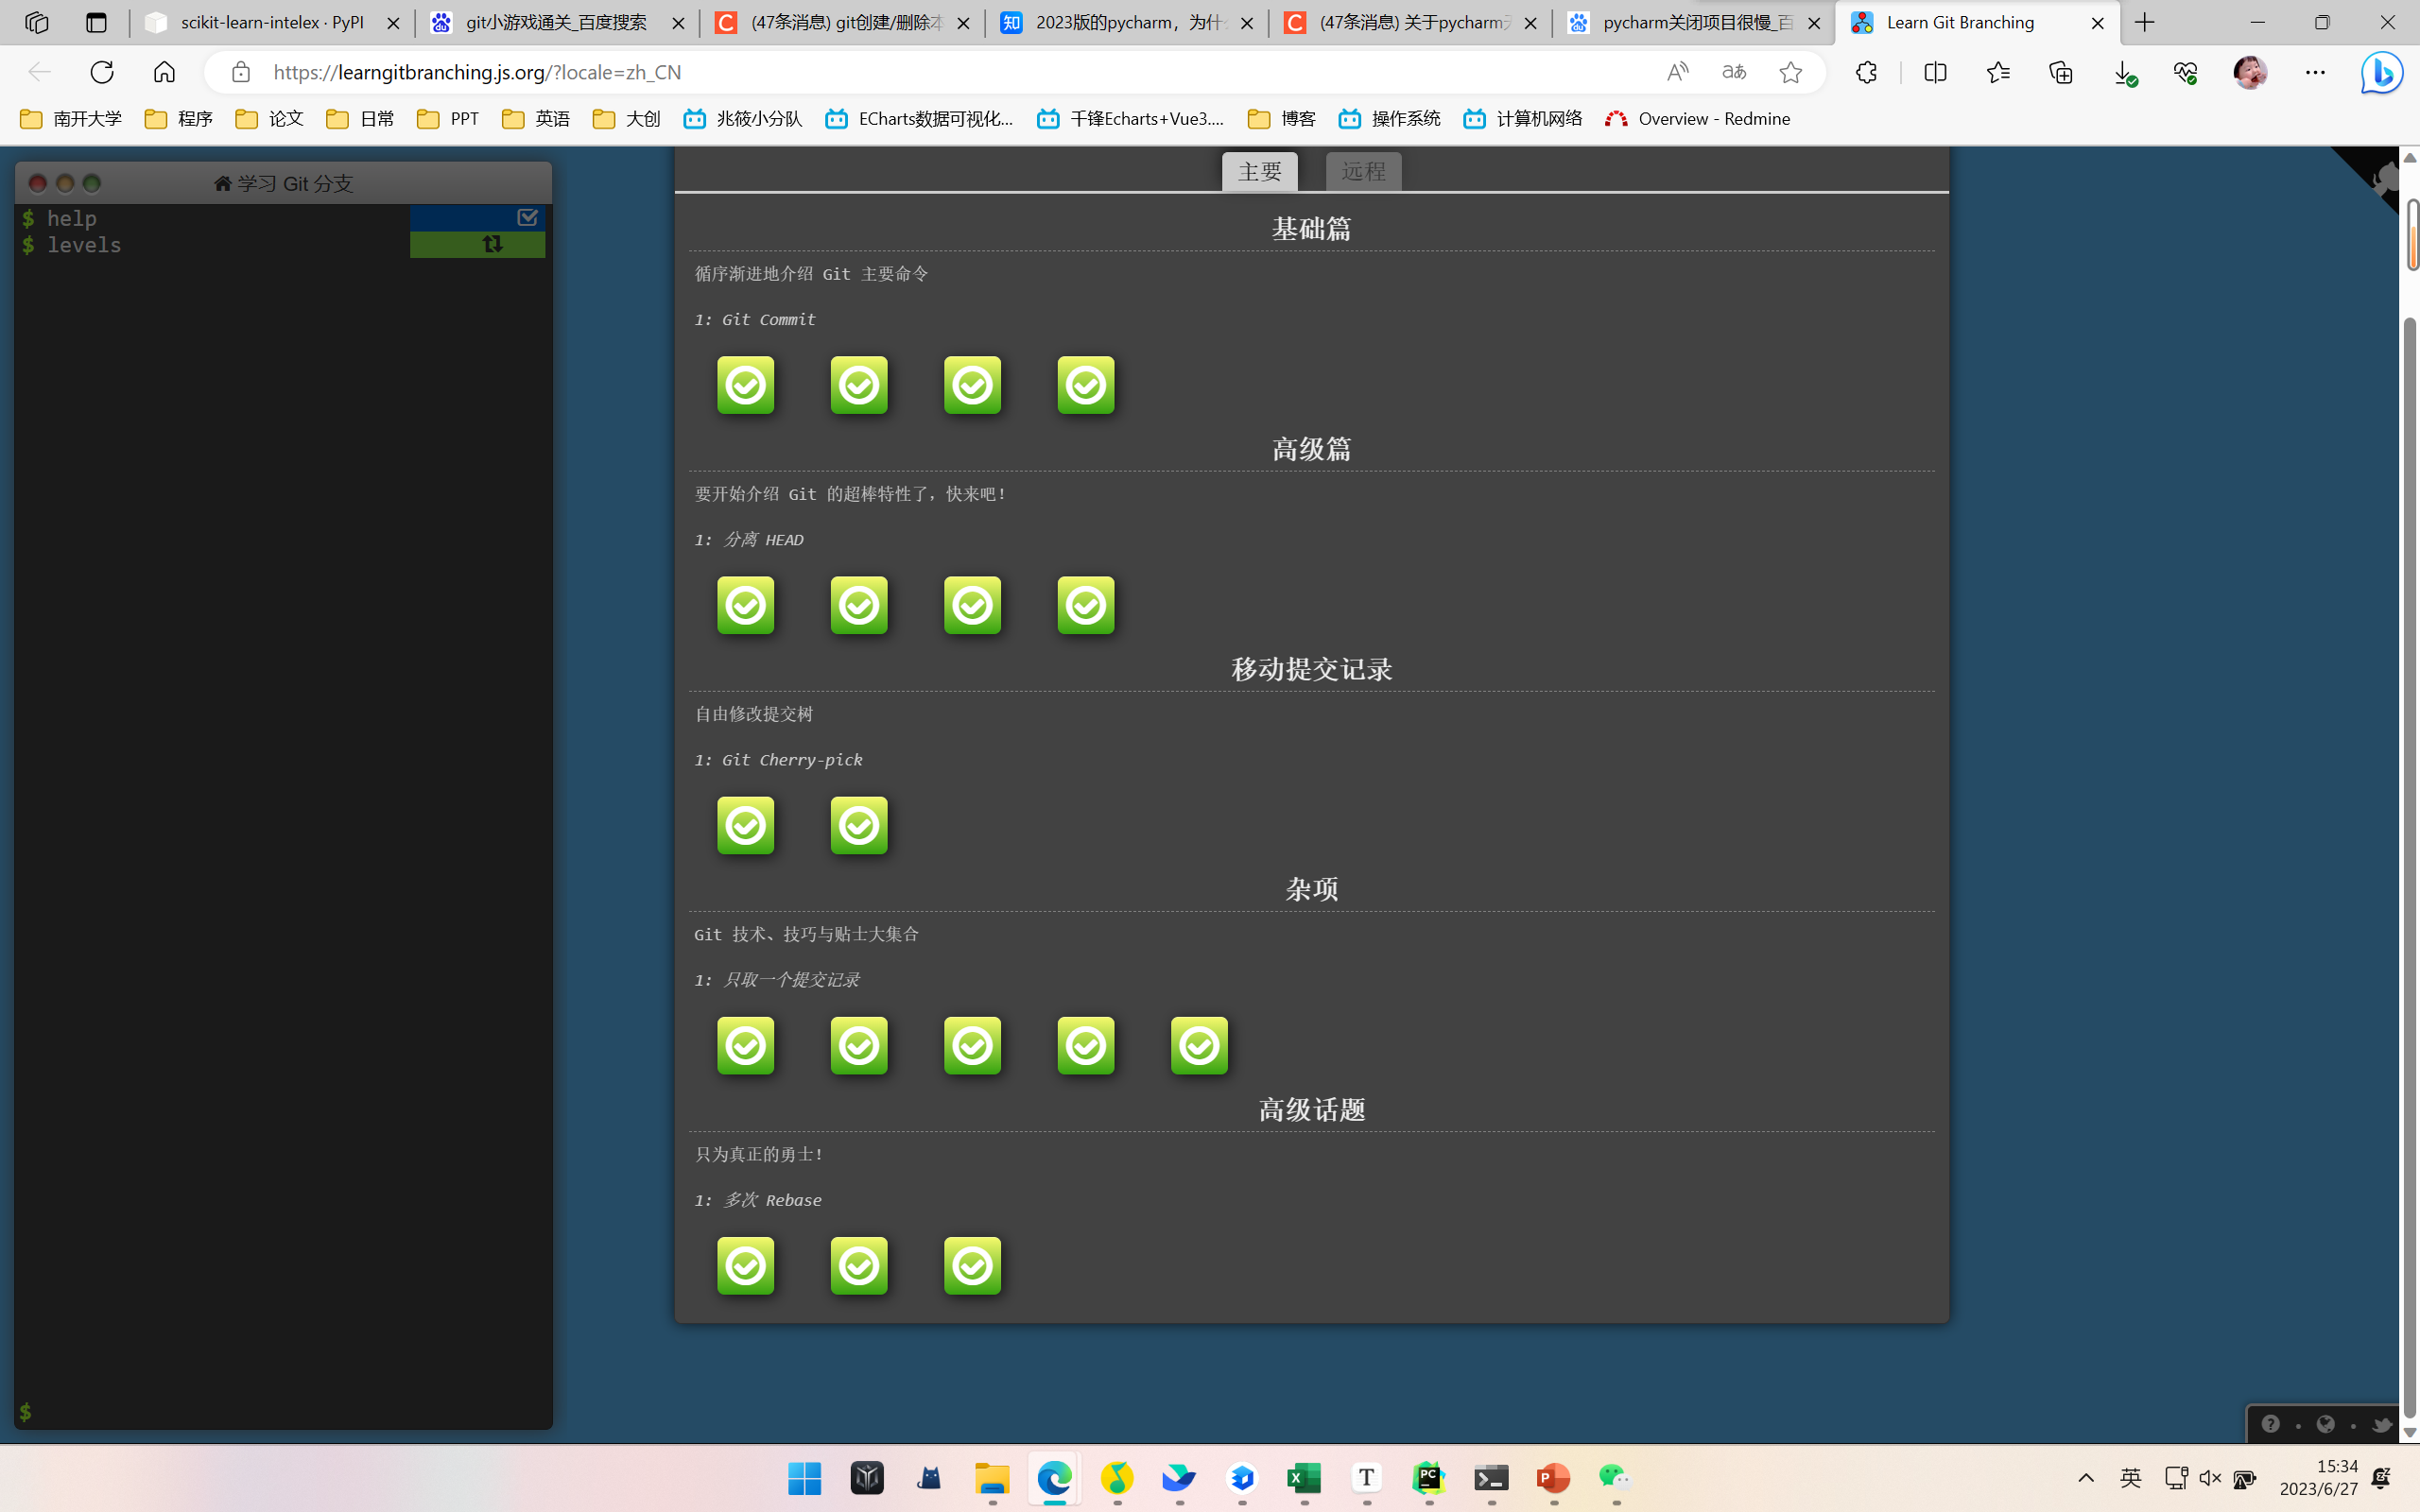 scikit-learn-intelex · PyPI
git小游戏通关_百度搜索
(47条消息) git创建/删除本
2023版的pycharm，为什
(47条消息) 关于pycharm
pycharm关闭项目很慢_百
Learn Git Branching
https://learngitbranching.js.org/?locale=zh_CN
南开大学
程序
论文
日常
PPT
英语
大创
兆筱小分队
ECharts数据可视化...
千锋Echarts+Vue3....
博客
操作系统
计算机网络
Overview - Redmine
学习 Git 分支
$ help
$ levels
$
主要
远程
基础篇
循序渐进地介绍 Git 主要命令
1: Git Commit
高级篇
要开始介绍 Git 的超棒特性了，快来吧！
1: 分离 HEAD
移动提交记录
自由修改提交树
1: Git Cherry-pick
杂项
Git 技术、技巧与贴士大集合
1: 只取一个提交记录
高级话题
只为真正的勇士！
1: 多次 Rebase
英
15:34
2023/6/27